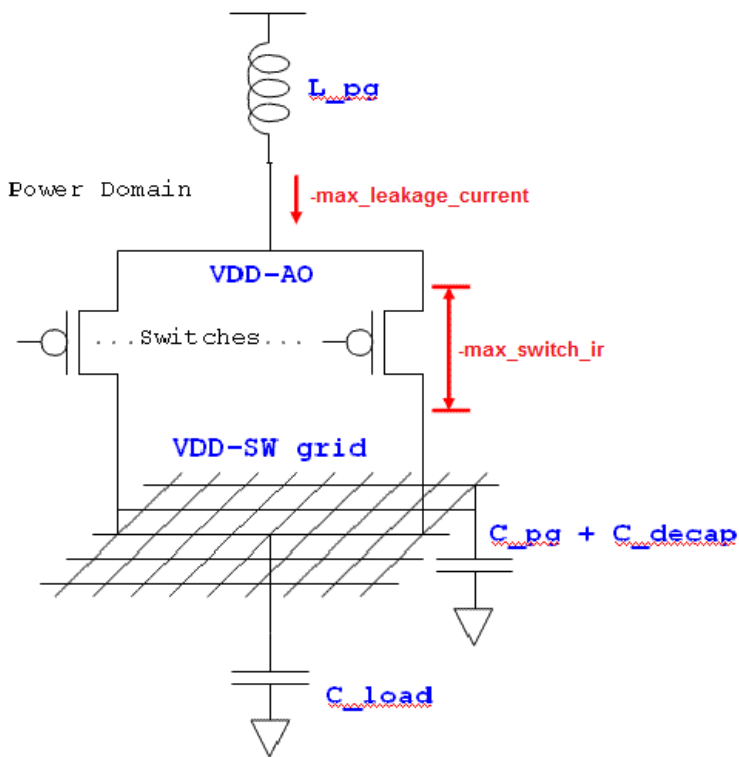 L_pg
Power Domain
-max_leakage_current
VDD-AO
...Switches...
-max_switch_ir
VDD-SW grid
C_pg + C_decap
C_load